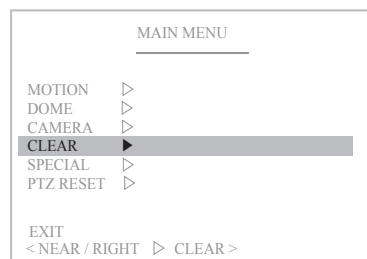 MAIN MENU
MOTION ▷
DOME ▷
CAMERA ▷
CLEAR ▶
SPECIAL ▷
PTZ RESET ▷
EXIT
< NEAR / RIGHT ▷ CLEAR >